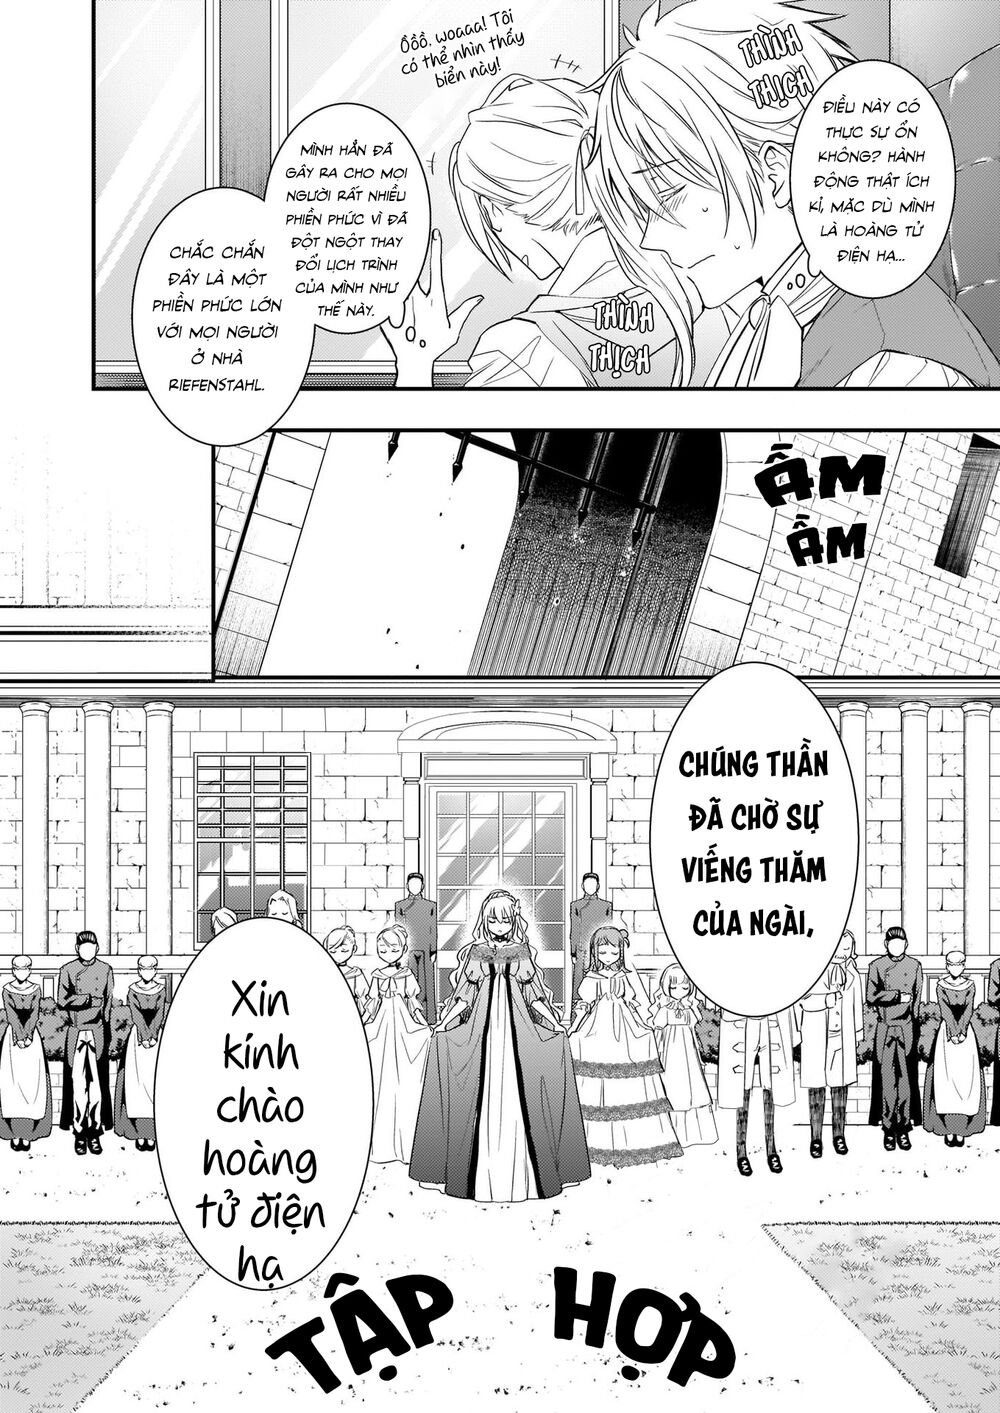 THÌNH
THỊCH
ĐIỀU NÀY CÓ
THỰC SỰ ỔN
KHÔNG? HÀNH
ĐỘNG THẬT ÍCH
KỈ, MẶC DÙ MÌNH
LÀ HOÀNG TỬ
ĐIỆN HẠ...
Ồồồ, woaaa! Tôi
có thể nhìn thấy
biển này!
MÌNH HẲN ĐÃ
GÂY RA CHO MỌI
NGƯỜI RẤT NHIỀU
PHIỀN PHỨC VÌ ĐÃ
ĐỘT NGỘT THAY
ĐỔI LỊCH TRÌNH
CỦA MÌNH NHƯ
THẾ NÀY.
CHẮC CHẮN
ĐÂY LÀ MỘT
PHIỀN PHỨC LỚN
VỚI MỌI NGƯỜI
Ở NHÀ
RIEFENSTAHL.
THÌNH
THỊCH
ẦM
ẦM
CHÚNG THẦN
ĐÃ CHỜ SỰ
VIẾNG THĂM
CỦA NGÀI,
Xin
kính
chào
hoàng
tử điện
hạ
TẬP HỢP